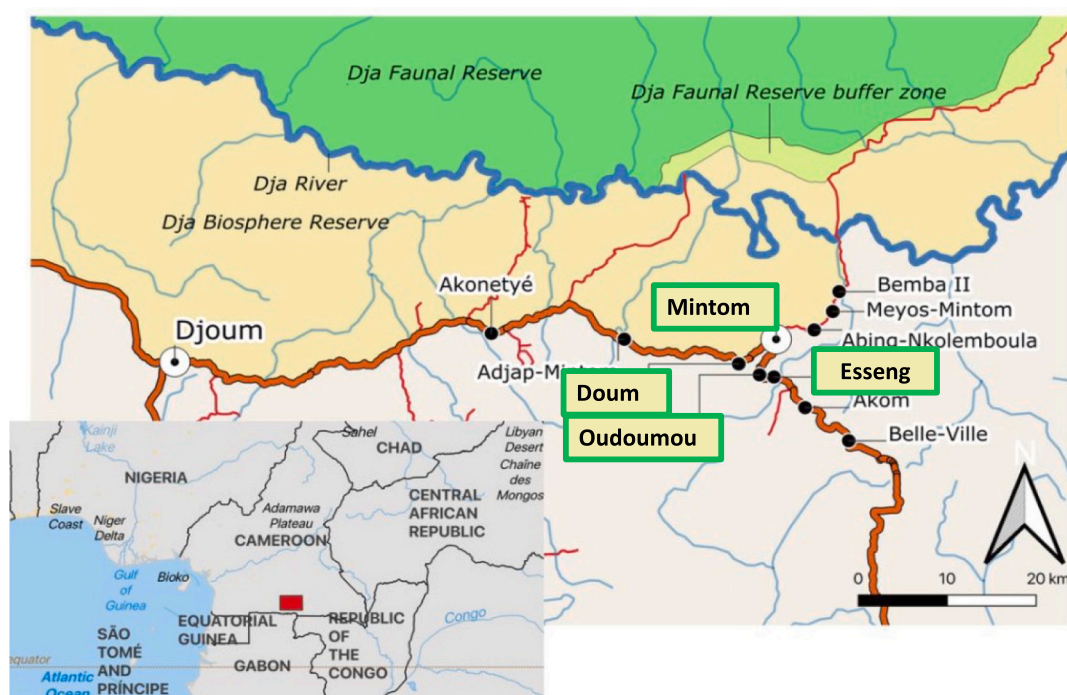 Dja Faunal Reserve
Dja Faunal Reserve buffer zone
Dja River
Dja Biosphere Reserve
Akonetyé
Bemba II
Mintom
Meyos-Mintom
Djoum
Abing-Nkolemboula
Adjap-Mintom
Esseng
Doum
Akom
Oudoumou
Belle-Ville
N
0 10 20 km
Kainji
Lake
Sahel
CHAD
Libyan
Desert
Chaîne
des
Mongos
NIGERIA
CENTRAL
AFRICAN
REPUBLIC
Slave
Coast
Niger
Delta
Adamawa
Plateau
CAMEROON
Gulf
of
Guinea
Bioko
EQUATORIAL
GUINEA
REPUBLIC
OF
THE
CONGO
Congo
SÃO
TOMÉ
AND
PRÍNCIPE
GABON
equator
Atlantic
Ocean